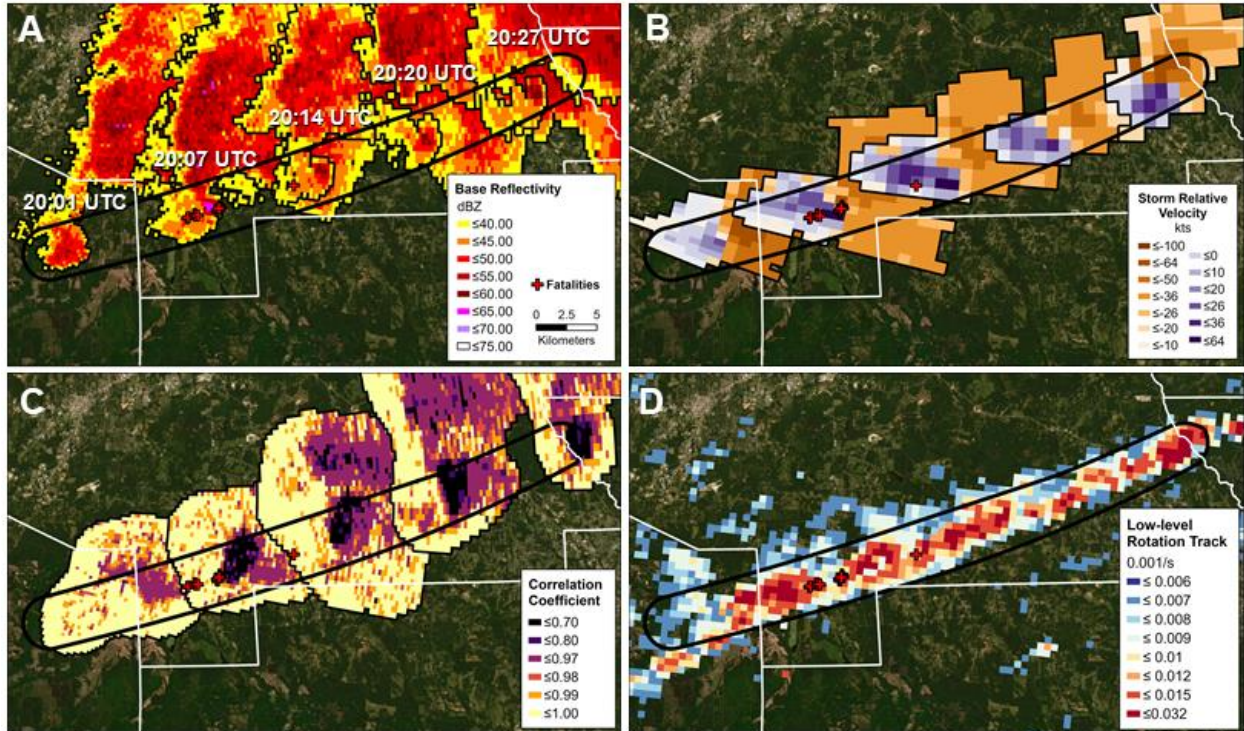 A
20:01 UTC
20:07 UTC
20:14 UTC
20:20 UTC
20:27 UTC
Base Reflectivity
dBZ
≤40.00
≤45.00
≤50.00
≤55.00
≤60.00
≤65.00
≤70.00
≤75.00
Fatalities
0 2.5 5
Kilometers
B
Storm Relative
Velocity
kts
≤-100
≤-64
≤-50
≤-36
≤-26
≤-20
≤-10
≤0
≤10
≤20
≤26
≤36
≤64
C
Correlation
Coefficient
≤0.70
≤0.80
≤0.97
≤0.98
≤0.99
≤1.00
D
Low-level
Rotation Track
0.001/s
≤ 0.006
≤ 0.007
≤ 0.008
≤ 0.009
≤ 0.01
≤ 0.012
≤ 0.015
≤0.032